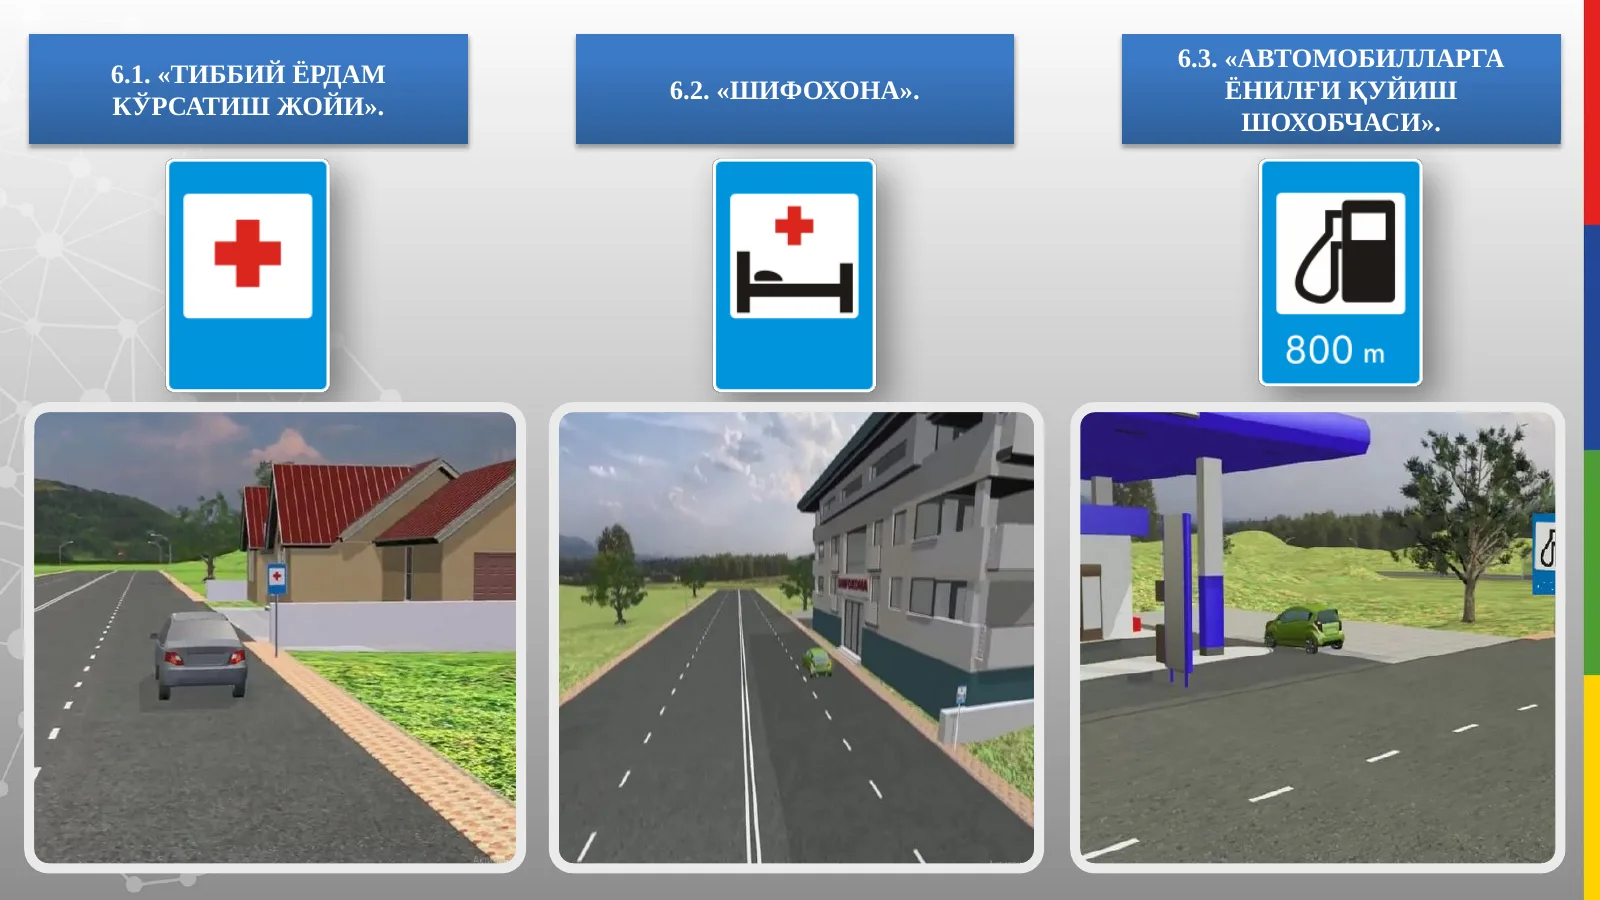 6.1. «ТИББИЙ ЁРДАМ
КЎРСАТИШ ЖОЙИ».
6.2. «ШИФОХОНА».
6.3. «АВТОМОБИЛЛАРГА
ЁНИЛҒИ ҚУЙИШ
ШОХОБЧАСИ».
800 m